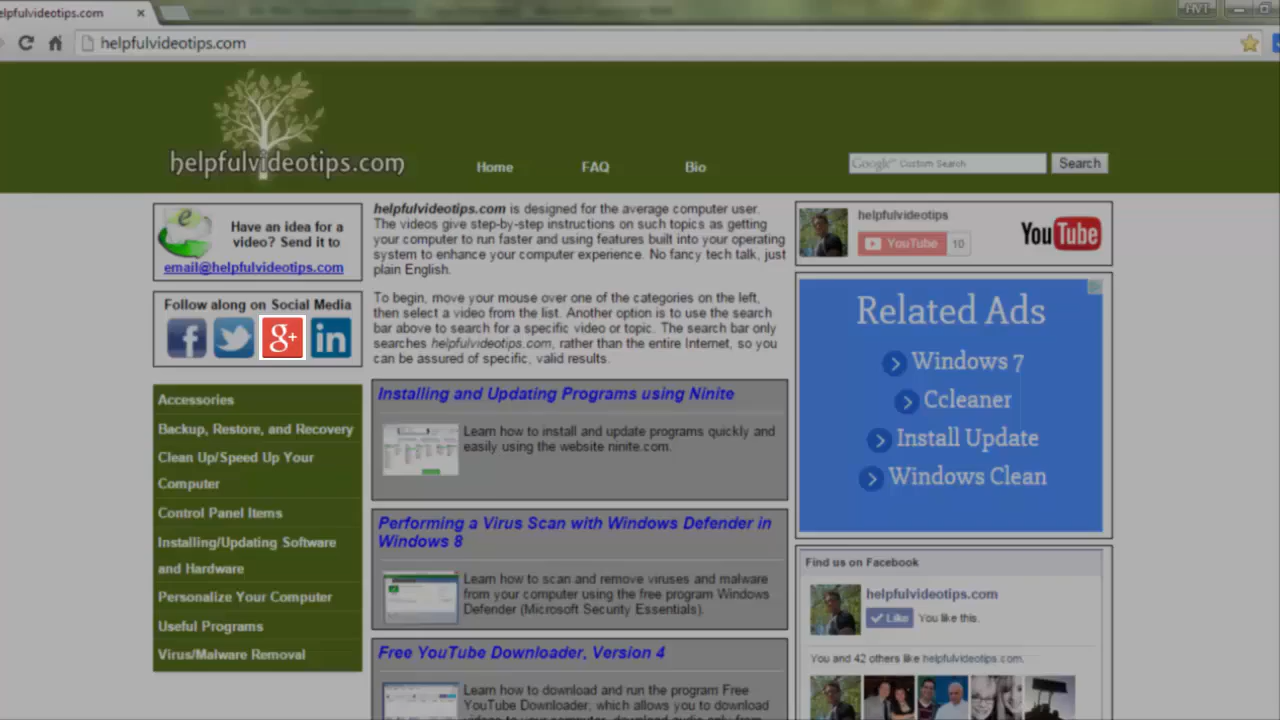 elpfulvideotips.com
HVT
helpfulvideotips.com
helpfulvideotips.com
Home
FAQ
Bio
Google Custom Search
Search
Have an idea for a
video? Send it to
email@helpfulvideotips.com
Follow along on Social Media
f
g+
in
Accessories
Backup, Restore, and Recovery
Clean Up/Speed Up Your
Computer
Control Panel Items
Installing/Updating Software
and Hardware
Personalize Your Computer
Useful Programs
Virus/Malware Removal
helpfulvideotips.com is designed for the average computer user.
The videos give step-by-step instructions on such topics as getting
your computer to run faster and using features built into your operating
system to enhance your computer experience. No fancy tech talk, just
plain English.
To begin, move your mouse over one of the categories on the left,
then select a video from the list. Another option is to use the search
bar above to search for a specific video or topic. The search bar only
searches helpfulvideotips.com, rather than the entire Internet, so you
can be assured of specific, valid results.
Installing and Updating Programs using Ninite
Learn how to install and update programs quickly and
easily using the website ninite.com.
Performing a Virus Scan with Windows Defender in
Windows 8
Learn how to scan and remove viruses and malware
from your computer using the free program Windows
Defender (Microsoft Security Essentials).
Free YouTube Downloader, Version 4
Learn how to download and run the program Free
YouTube Downloader, which allows you to download
helpfulvideotips
YouTube 10
YouTube
Related Ads
Windows 7
Ccleaner
Install Update
Windows Clean
Find us on Facebook
helpfulvideotips.com
Like You like this.
You and 42 others like helpfulvideotips.com.